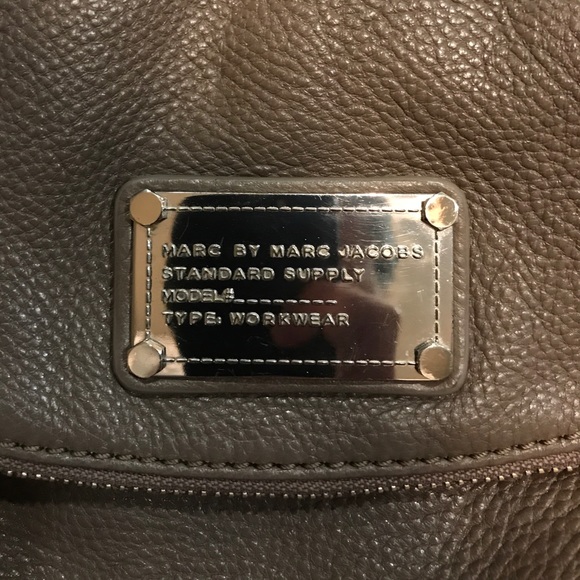 MARC BY MARC JACOBS
STANDARD SUPPLY
MODEL#_________
TYPE: WORKWEAR